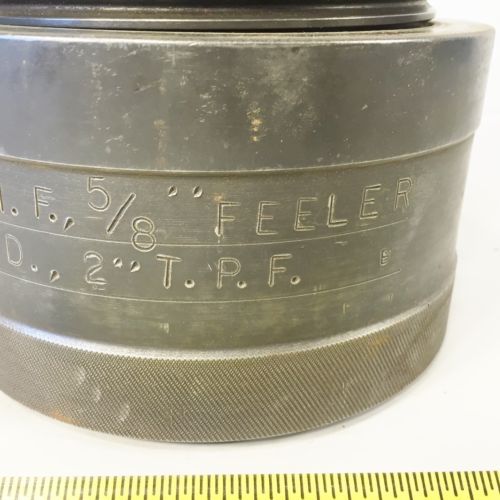 .F., 5/8" FEELER
D., 2" T.P.F.